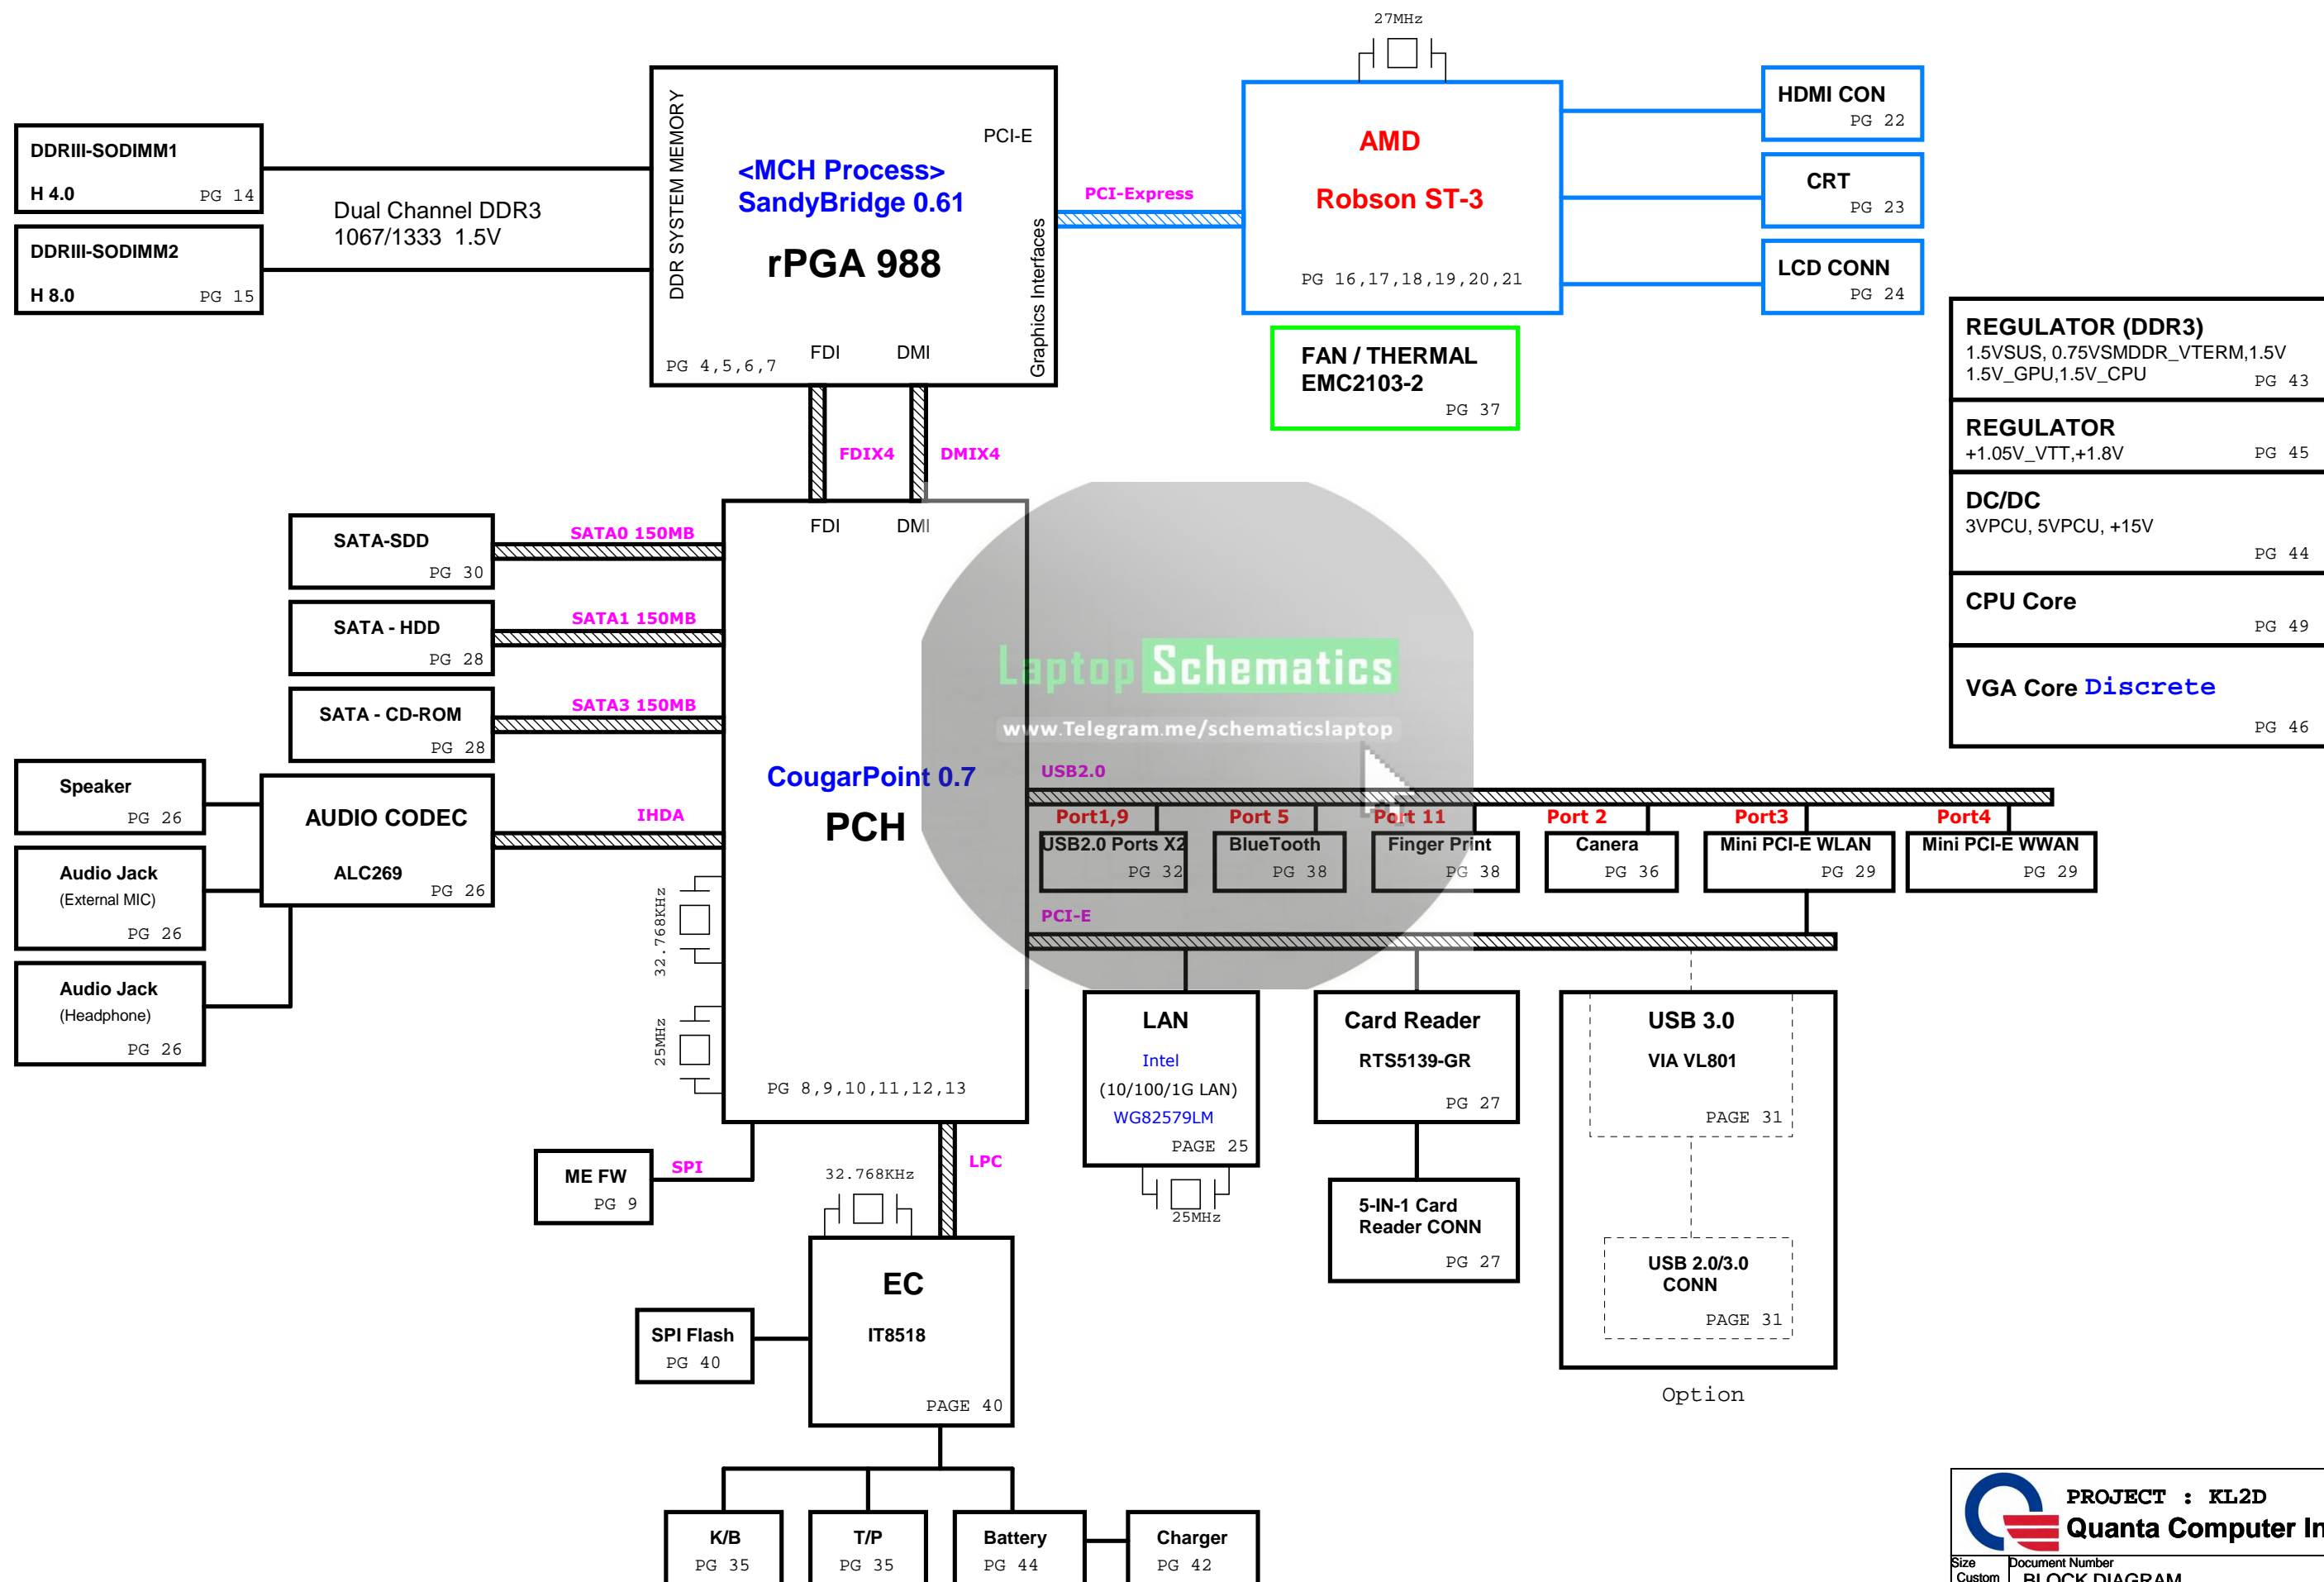 27MHz
DDRIII-SODIMM1
H 4.0 PG 14
DDRIII-SODIMM2
H 8.0 PG 15
Dual Channel DDR3
1067/1333 1.5V
DDR SYSTEM MEMORY
PCI-E
<MCH Process>
SandyBridge 0.61
rPGA 988
Graphics Interfaces
FDI DMI
PG 4,5,6,7
PCI-Express
AMD
Robson ST-3
PG 16,17,18,19,20,21
HDMI CON
PG 22
CRT
PG 23
LCD CONN
PG 24
FAN / THERMAL
EMC2103-2
PG 37
REGULATOR (DDR3)
1.5VSUS, 0.75VSMDDR_VTERM,1.5V
1.5V_GPU,1.5V_CPU PG 43
REGULATOR
+1.05V_VTT,+1.8V PG 45
DC/DC
3VPCU, 5VPCU, +15V
PG 44
CPU Core
PG 49
VGA Core Discrete
PG 46
FDIX4 DMIX4
FDI DMI
SATA-SDD
PG 30
SATA0 150MB
SATA - HDD
PG 28
SATA1 150MB
SATA - CD-ROM
PG 28
SATA3 150MB
Laptop Schematics
www.Telegram.me/schematicslaptop
Speaker
PG 26
Audio Jack
(External MIC)
PG 26
Audio Jack
(Headphone)
PG 26
AUDIO CODEC
ALC269
PG 26
IHDA
CougarPoint 0.7
PCH
32.768KHz
25MHz
PG 8,9,10,11,12,13
USB2.0
Port1,9 Port 5 Port 11 Port 2 Port3 Port4
USB2.0 Ports X2
PG 32
BlueTooth
PG 38
Finger Print
PG 38
Canera
PG 36
Mini PCI-E WLAN
PG 29
Mini PCI-E WWAN
PG 29
PCI-E
LAN
Intel
(10/100/1G LAN)
WG82579LM
PAGE 25
25MHz
Card Reader
RTS5139-GR
PG 27
5-IN-1 Card
Reader CONN
PG 27
USB 3.0
VIA VL801
PAGE 31
USB 2.0/3.0
CONN
PAGE 31
Option
ME FW
PG 9
SPI
LPC
32.768KHz
EC
IT8518
PAGE 40
SPI Flash
PG 40
K/B
PG 35
T/P
PG 35
Battery
PG 44
Charger
PG 42
PROJECT : KL2D
Quanta Computer In
Size Document Number
Custom BLOCK DIAGRAM